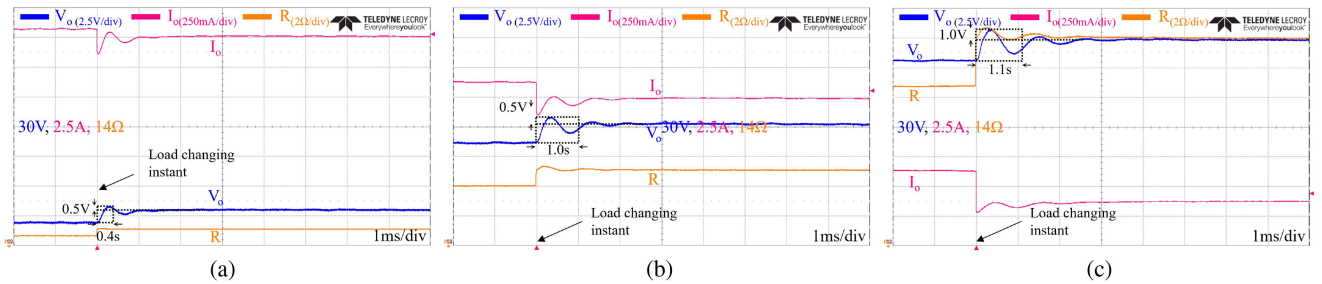 Vo (2.5V/div) Io(250mA/div) R(2Ω/div) TELEDYNE LECROY
Everywhereyoulook™
Io
30V, 2.5A, 14Ω
Load changing
instant
Vo
0.5V
0.4s
R
1ms/div
(a)
Vo (2.5V/div) Io(250mA/div) R(2Ω/div) TELEDYNE LECROY
Everywhereyoulook™
Io
0.5V
30V, 2.5A, 14Ω
Vo
1.0s
R
Load changing
instant
1ms/div
(b)
Vo (2.5V/div) Io(250mA/div) R(2Ω/div) TELEDYNE LECROY
Everywhereyoulook™
1.0V
Vo
1.1s
R
30V, 2.5A, 14Ω
Io
Load changing
instant
1ms/div
(c)